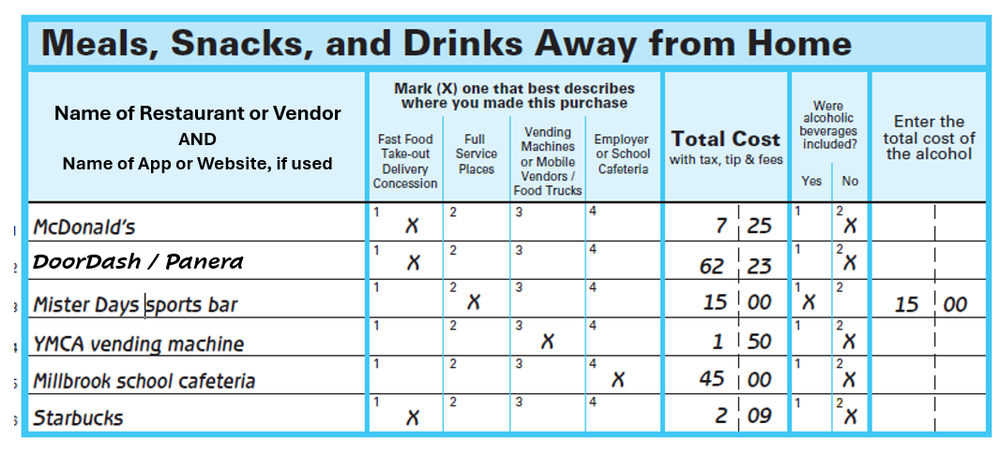 Meals, Snacks, and Drinks Away from Home
Name of Restaurant or Vendor
AND
Name of App or Website, if used
Mark (X) one that best describes
where you made this purchase
Fast Food
Take-out
Delivery
Concession
Full
Service
Places
Vending
Machines
or Mobile
Vendors /
Food Trucks
Employer
or School
Cafeteria
Total Cost
with tax, tip & fees
Were
alcoholic
beverages
included?
Yes No
Enter the
total cost of
the alcohol
1 McDonald's 1 X 2 3 4 7 25 1 2 X
2 DoorDash / Panera 1 X 2 3 4 62 23 1 2 X
3 Mister Days sports bar 1 2 X 3 4 15 00 1 X 2 15 00
4 YMCA vending machine 1 2 3 X 4 1 50 1 2 X
5 Millbrook school cafeteria 1 2 3 4 X 45 00 1 2 X
6 Starbucks 1 X 2 3 4 2 09 1 2 X